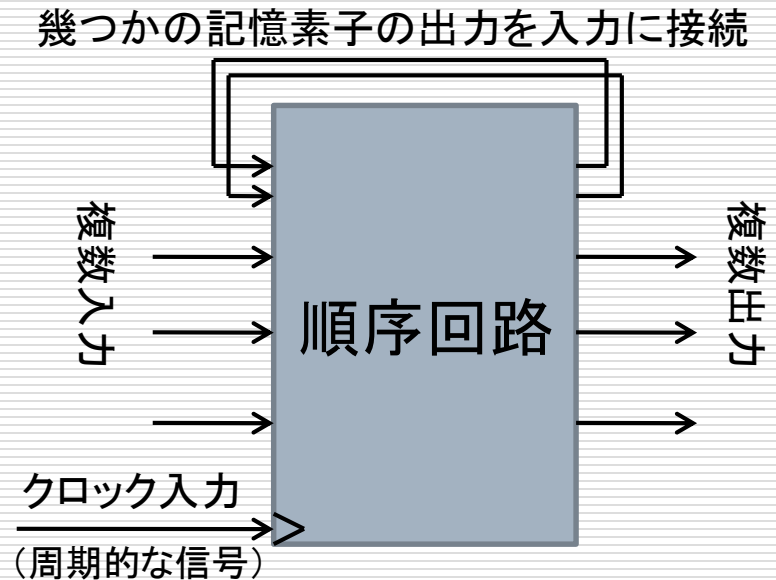 幾つかの記憶素子の出力を入力に接続
複数入力
順序回路
複数出力
クロック入力
（周期的な信号）